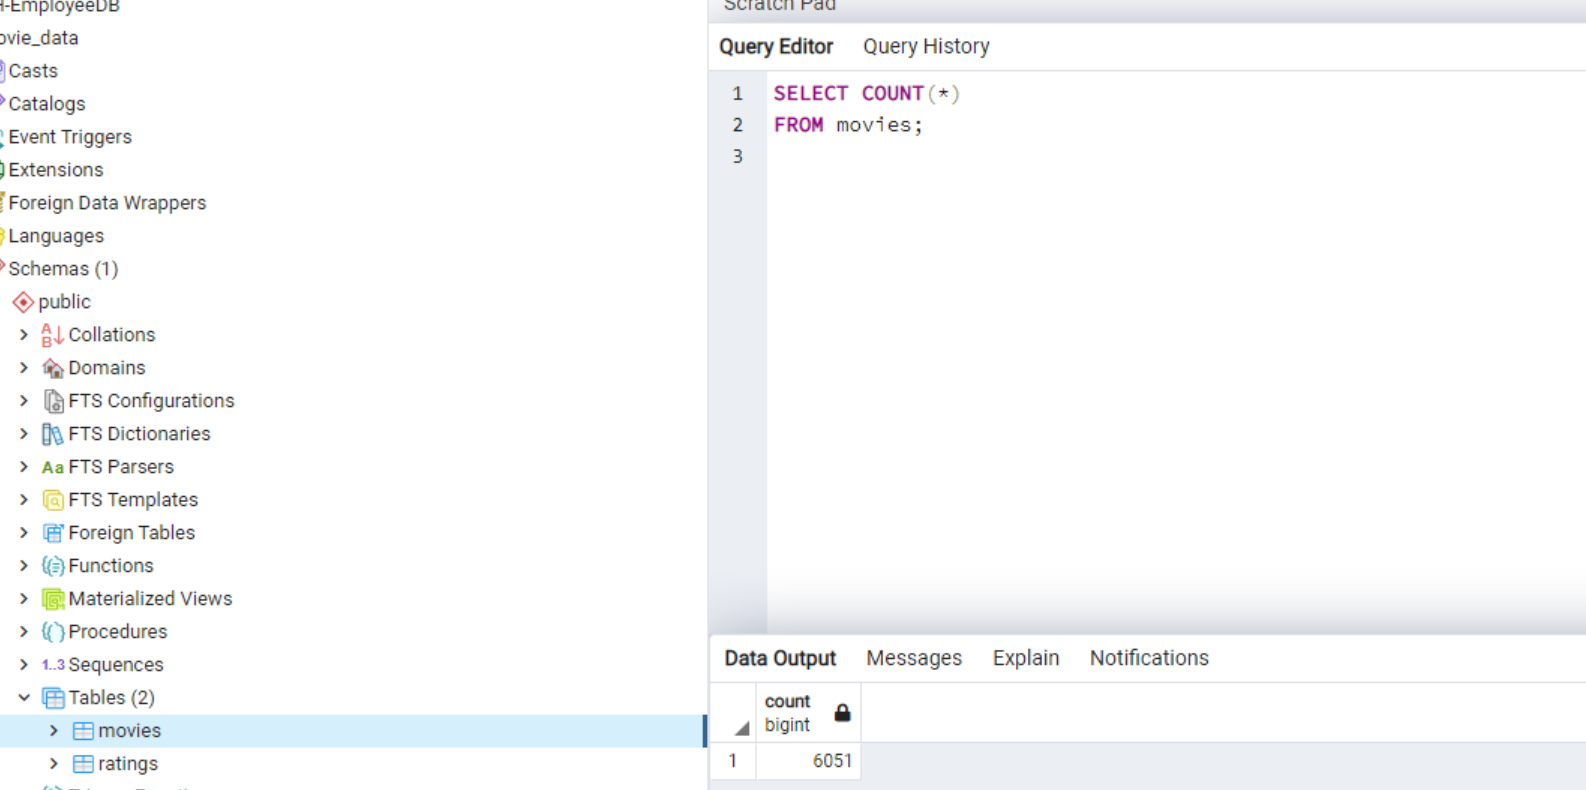 H-EmployeeDB
ovie_data
Casts
Catalogs
Event Triggers
Extensions
Foreign Data Wrappers
Languages
Schemas (1)
public
Collations
Domains
FTS Configurations
FTS Dictionaries
Aa FTS Parsers
FTS Templates
Foreign Tables
Functions
Materialized Views
Procedures
1..3 Sequences
Tables (2)
movies
ratings
Scratch Pad
Query Editor Query History
1 SELECT COUNT(*)
2 FROM movies;
3
Data Output Messages Explain Notifications
count
bigint
1 6051